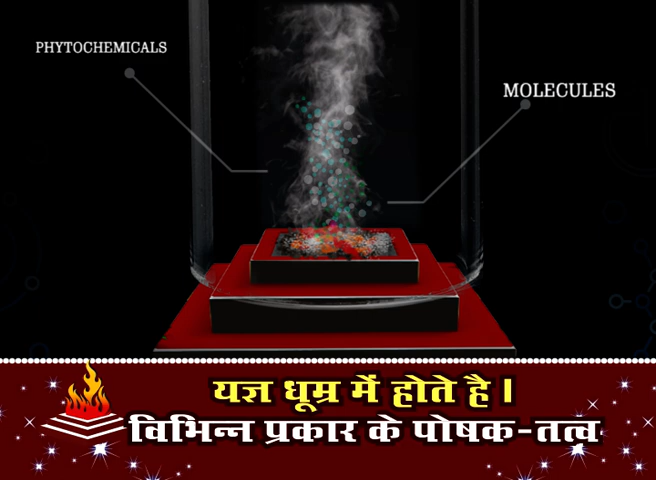 PHYTOCHEMICALS
MOLECULES
यज्ञ धूम्र में होते है।
विभिन्न प्रकार के पोषक-तत्व